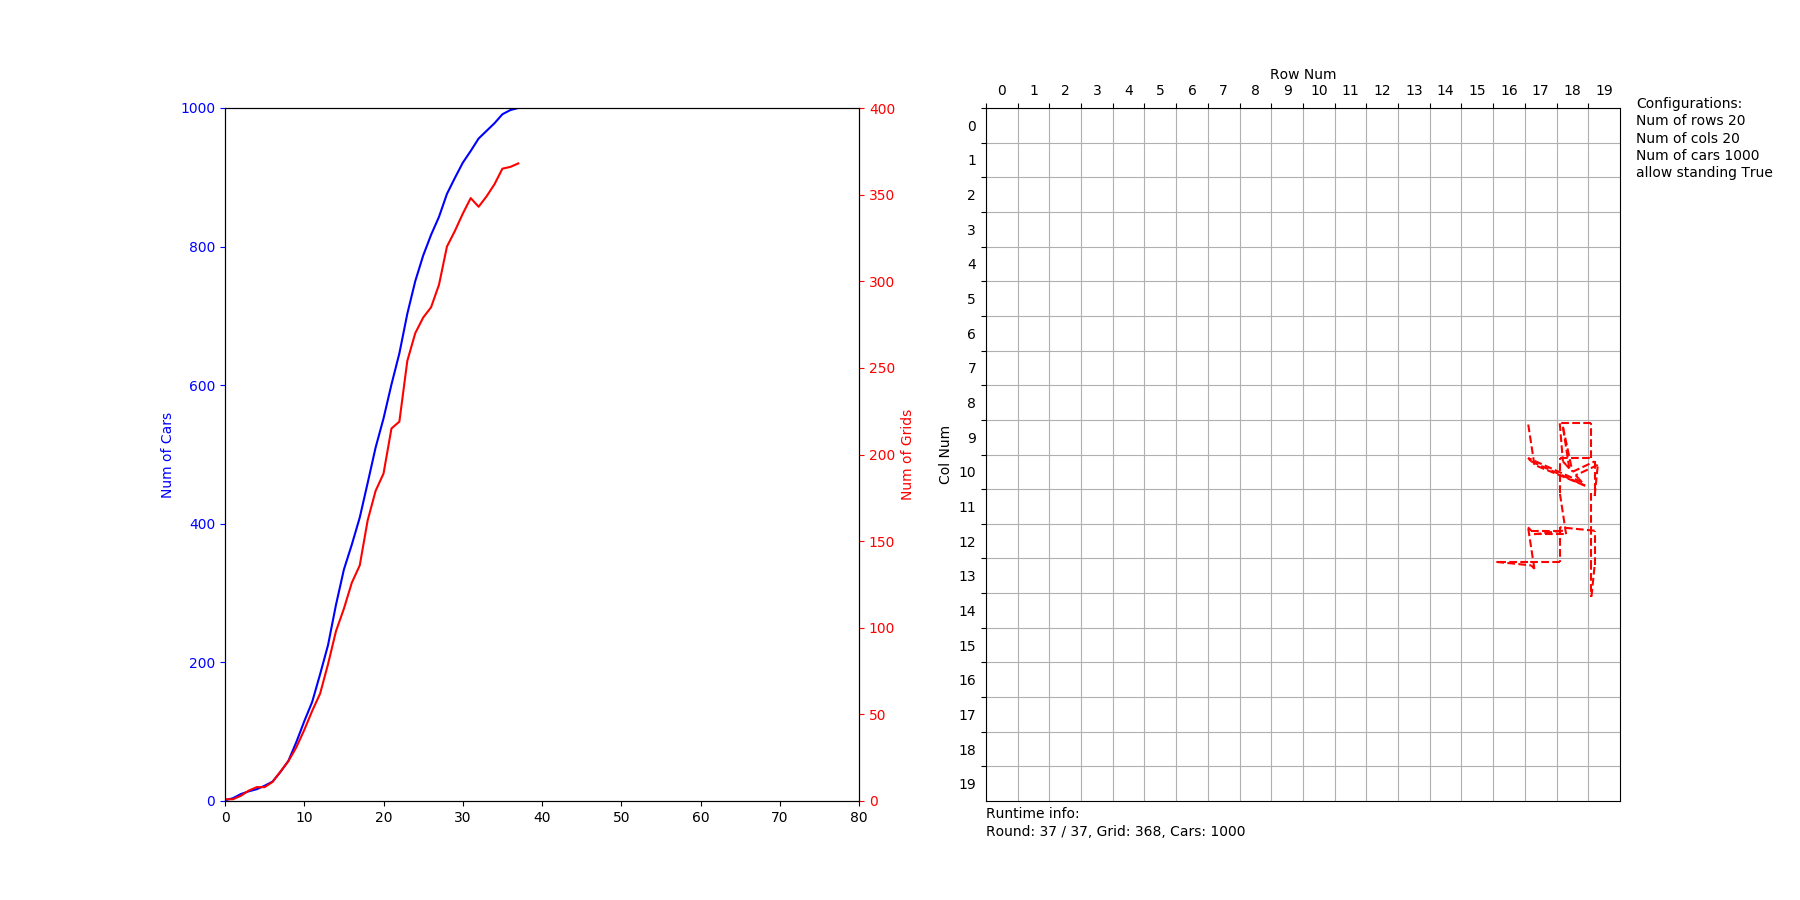 Row Num
0 1 2 3 4 5 6 7 8 9 10 11 12 13 14 15 16 17 18 19
Configurations:
Num of rows 20
Num of cols 20
Num of cars 1000
allow standing True
1000
800
600
400
200
0
Num of Cars
0 10 20 30 40 50 60 70 80
400
350
300
250
200
150
100
50
0
Num of Grids
Col Num
0
1
2
3
4
5
6
7
8
9
10
11
12
13
14
15
16
17
18
19
Runtime info:
Round: 37 / 37, Grid: 368, Cars: 1000